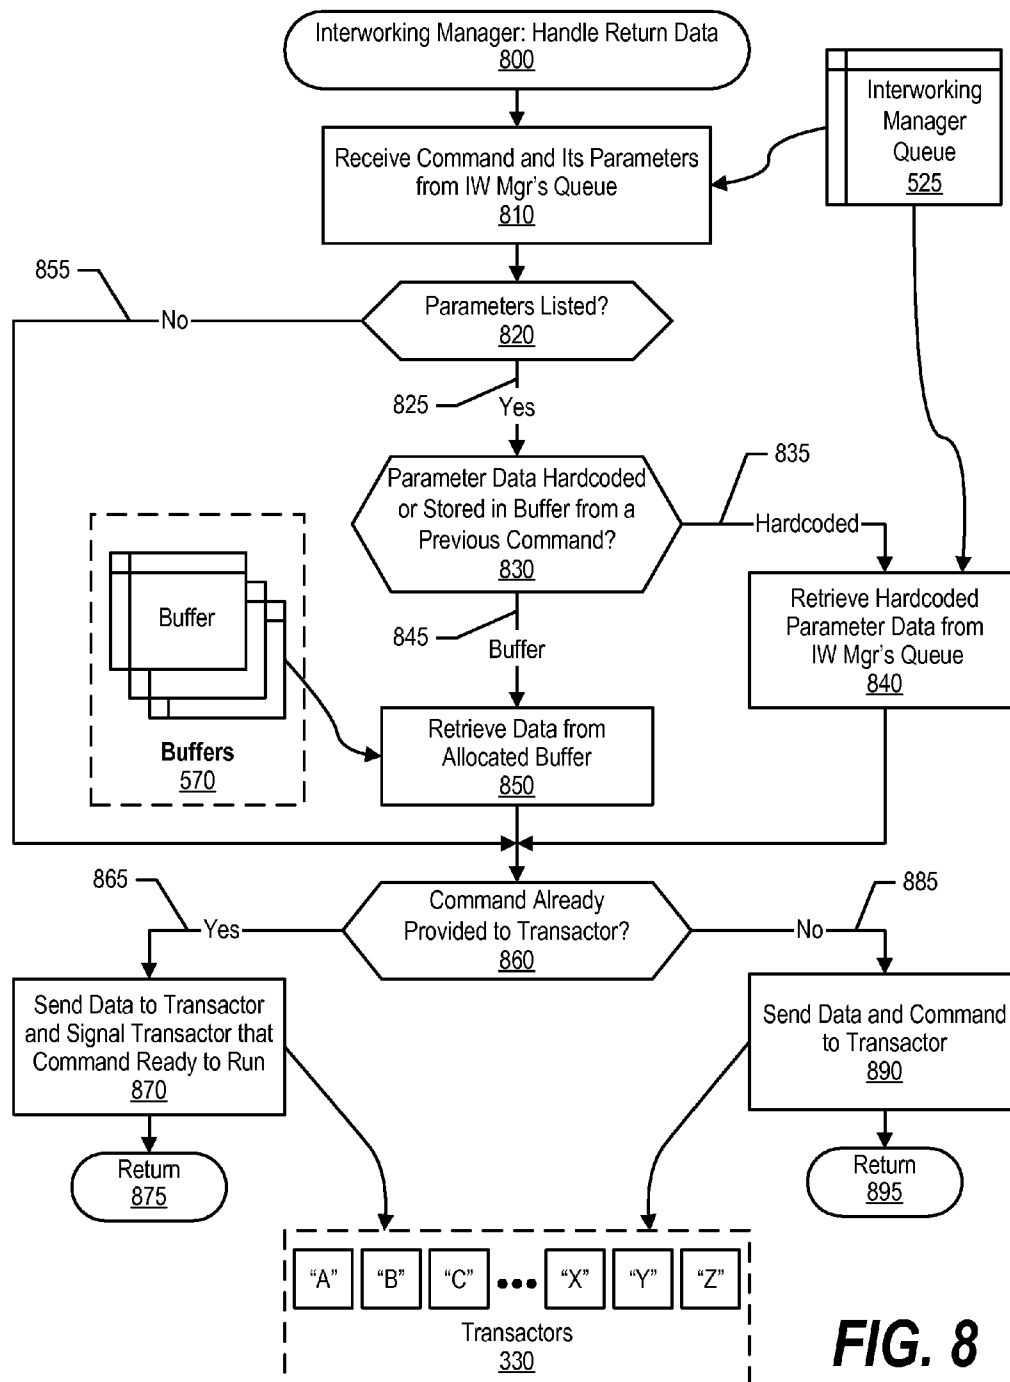 Interworking Manager: Handle Return Data
800
Interworking
Manager
Queue
525
Receive Command and Its Parameters
from IW Mgr's Queue
810
855
No
Parameters Listed?
820
825
Yes
835
Parameter Data Hardcoded
or Stored in Buffer from a
Previous Command?
830
Hardcoded
Buffer
845
Buffer
Retrieve Hardcoded
Parameter Data from
IW Mgr's Queue
840
Buffers
570
Retrieve Data from
Allocated Buffer
850
865
Yes
Command Already
Provided to Transactor?
860
885
No
Send Data to Transactor
and Signal Transactor that
Command Ready to Run
870
Send Data and Command
to Transactor
890
Return
875
Return
895
“A” “B” “C” ••• “X” “Y” “Z”
Transactors
330
FIG. 8